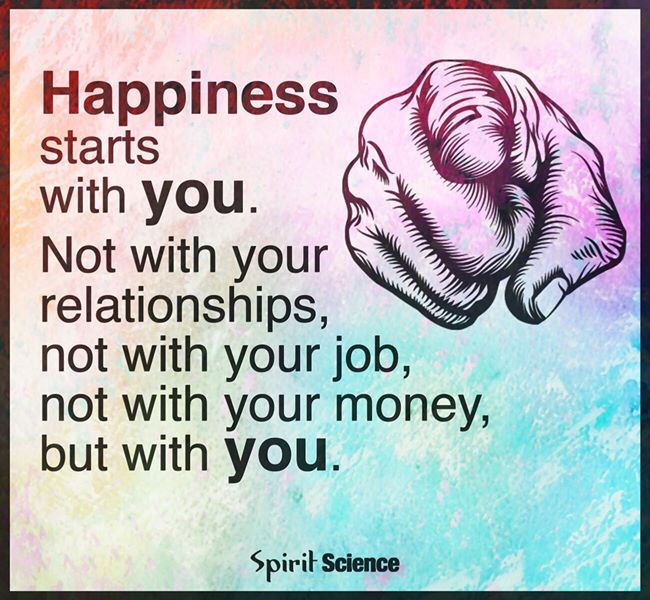 Happiness
starts
with you.
Not with your
relationships,
not with your job,
not with your money,
but with you.
Spirit Science